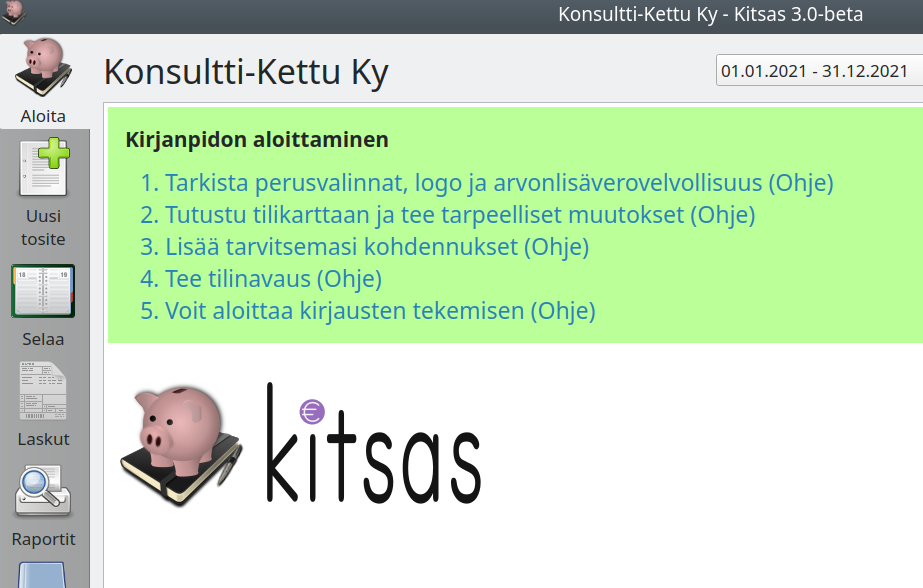 Konsultti-Kettu Ky - Kitsas 3.0-beta
Aloita
Uusi
tosite
Selaa
Laskut
Raportit
Konsultti-Kettu Ky
01.01.2021 - 31.12.2021
Kirjanpidon aloittaminen
1. Tarkista perusvalinnat, logo ja arvonlisäverovelvollisuus (Ohje)
2. Tutustu tilikarttaan ja tee tarpeelliset muutokset (Ohje)
3. Lisää tarvitsemasi kohdennukset (Ohje)
4. Tee tilinavaus (Ohje)
5. Voit aloittaa kirjausten tekemisen (Ohje)
kitsas